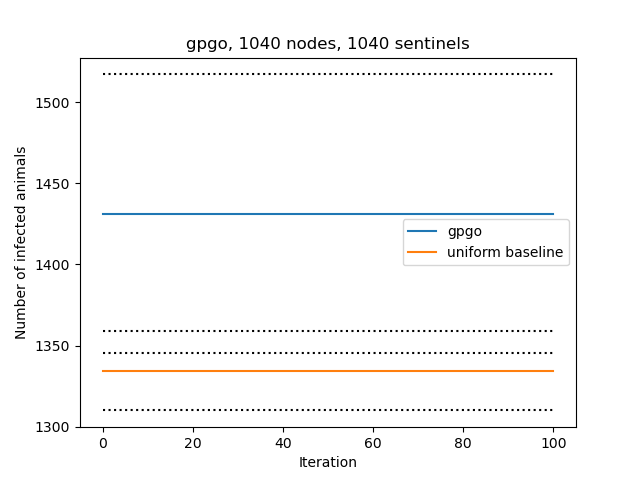 gpgo, 1040 nodes, 1040 sentinels
Number of infected animals
1500
1450
1400
1350
1300
gpgo
uniform baseline
0 20 40 60 80 100
Iteration